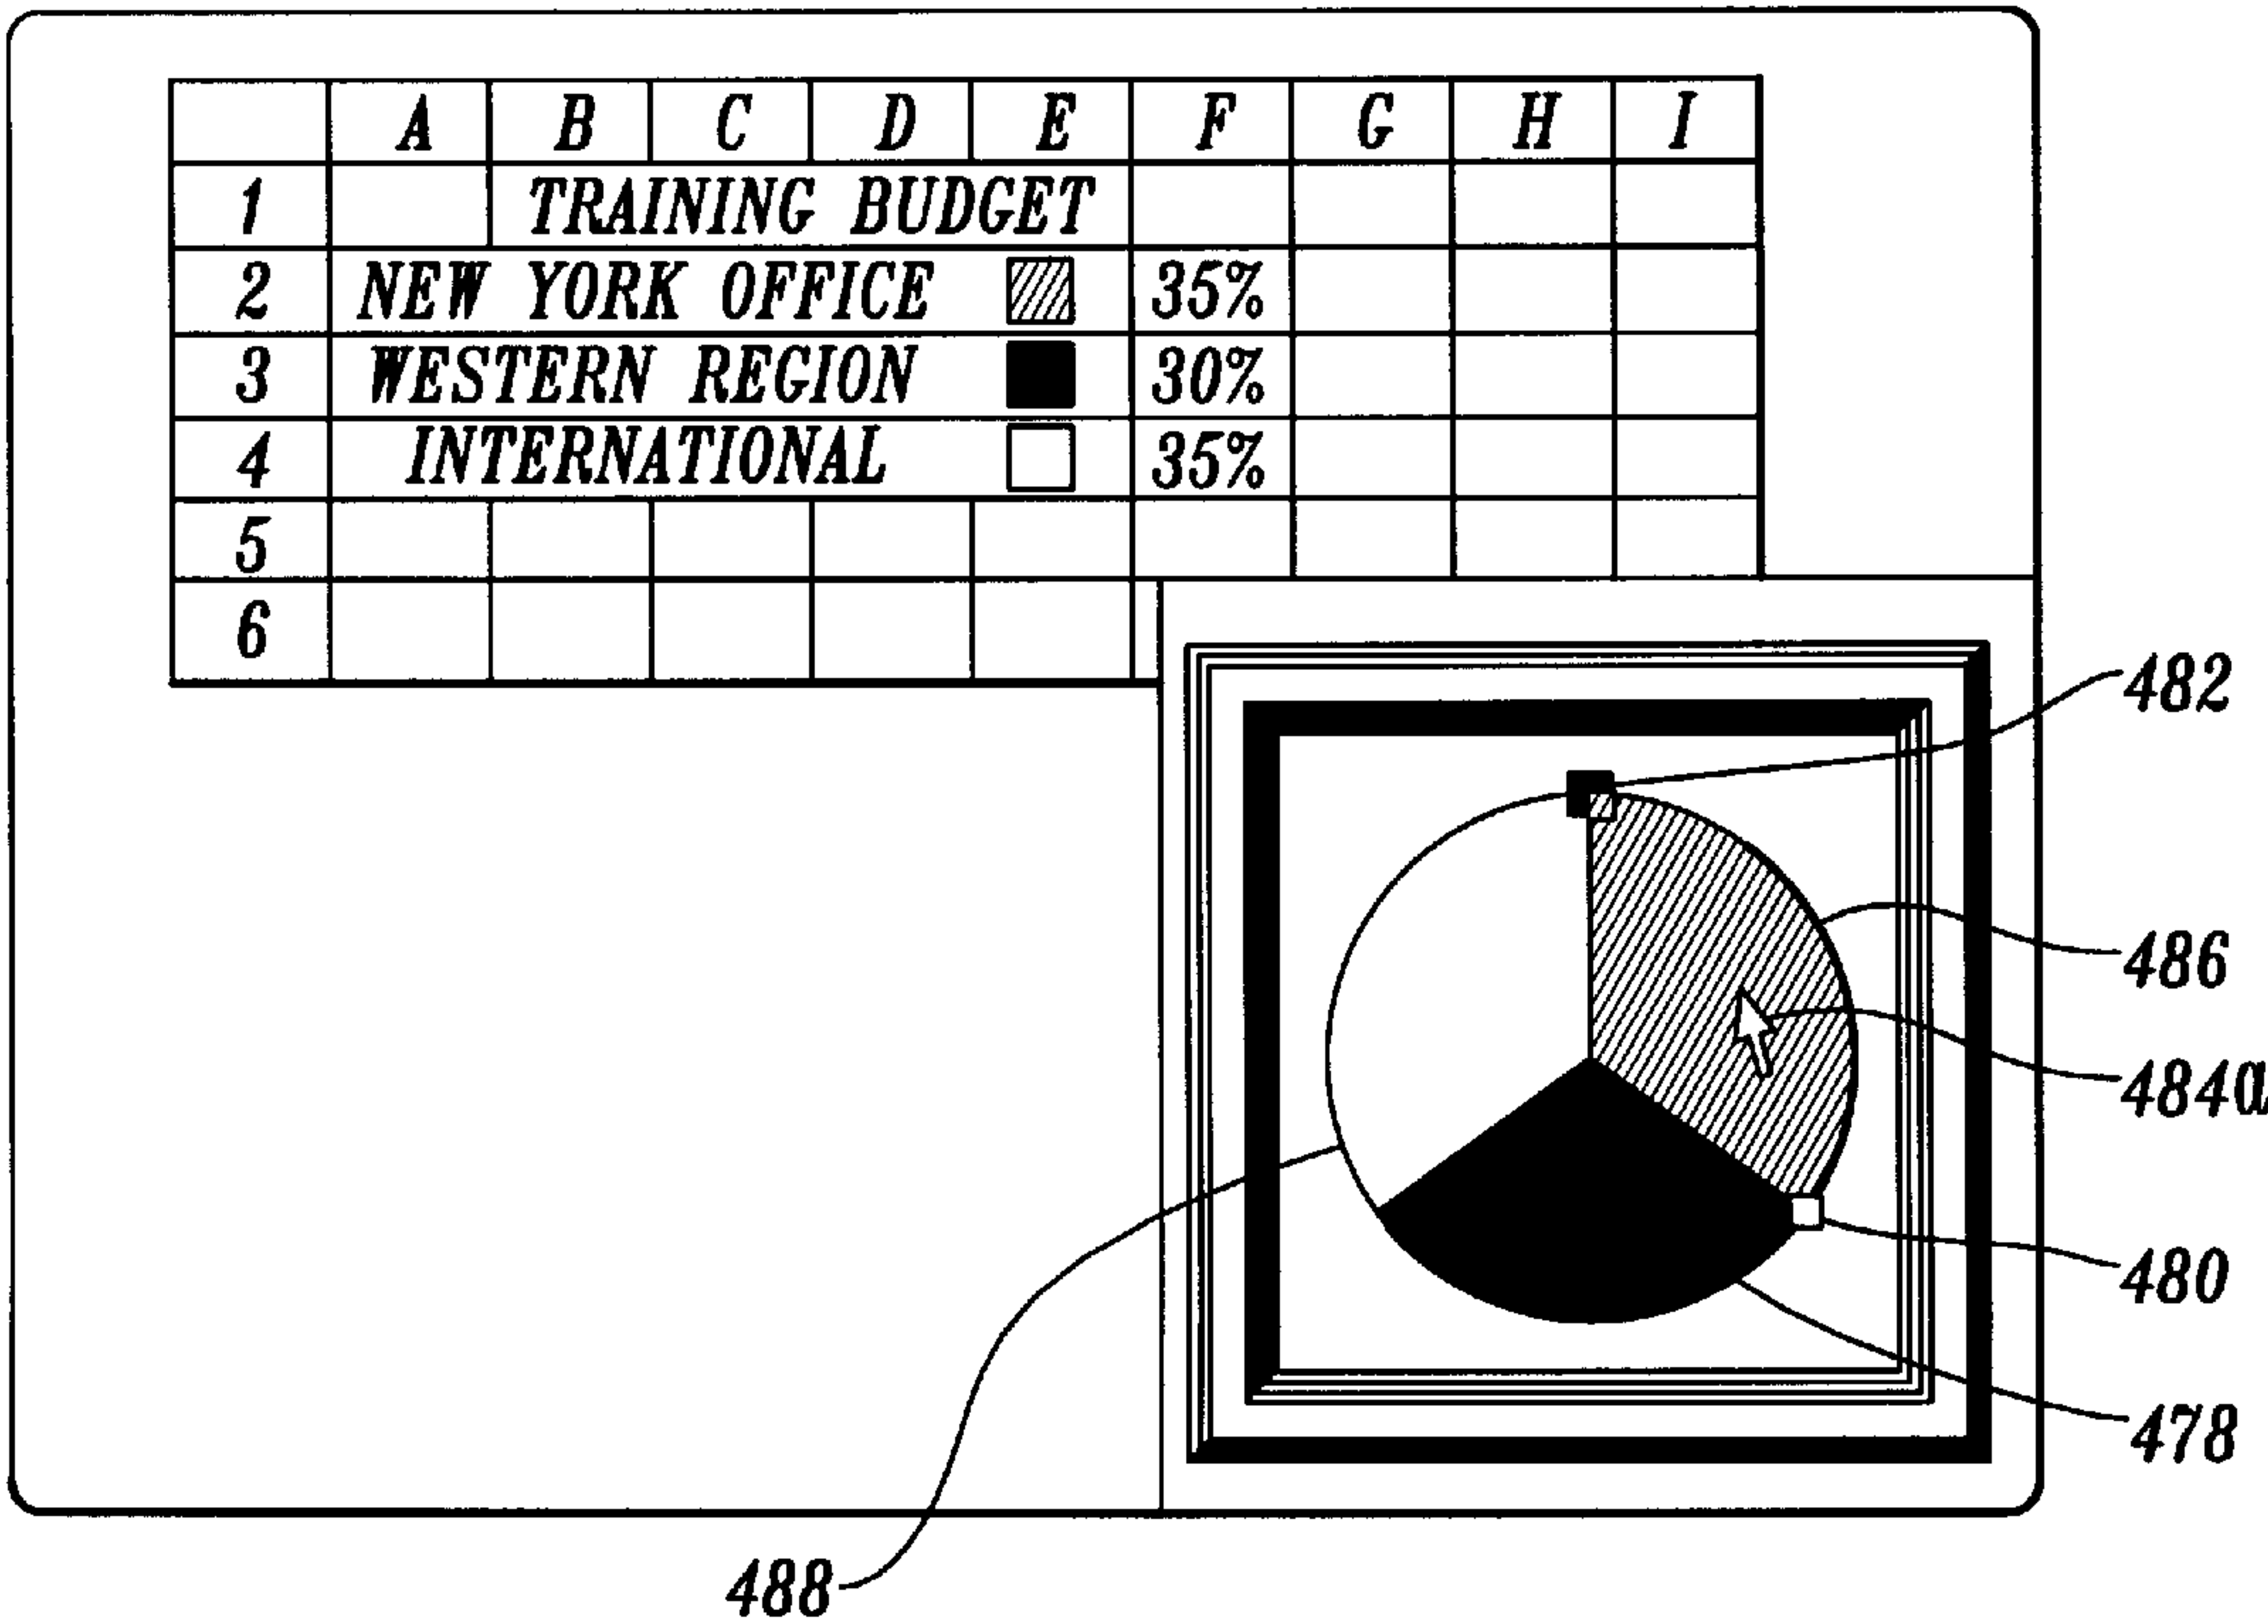 A B C D E F G H I
1 TRAINING BUDGET
2 NEW YORK OFFICE 35%
3 WESTERN REGION 30%
4 INTERNATIONAL 35%
5
6
482
486
484a
480
478
488